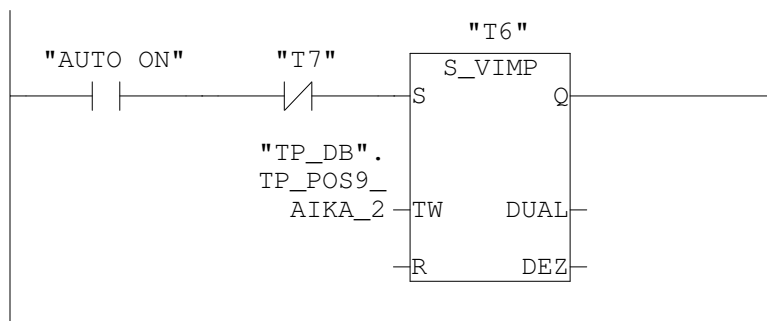 "T6"
"AUTO ON" "T7" S_VIMP
S Q
"TP_DB".
TP_POS9_
AIKA_2 TW DUAL
R DEZ